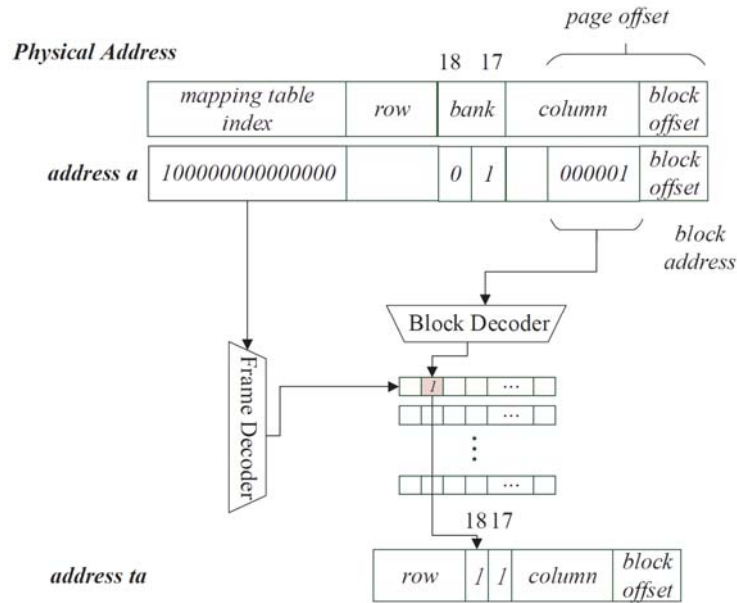 page offset
Physical Address
18 17
mapping table
index
row
bank
column
block
offset
address a
100000000000000
0
1
000001
block
offset
block
address
Block Decoder
Frame Decoder
1
...
...
⋮
...
18 17
address ta
row
1
1
column
block
offset